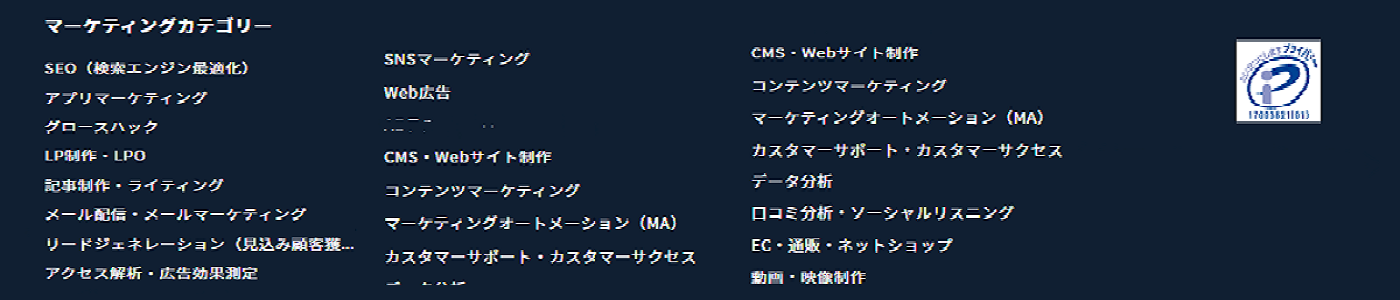 マーケティングカテゴリー
SEO（検索エンジン最適化）
アプリマーケティング
グロースハック
LP制作・LPO
記事制作・ライティング
メール配信・メールマーケティング
リードジェネレーション（見込み顧客獲...
アクセス解析・広告効果測定
SNSマーケティング
Web広告
CMS・Webサイト制作
コンテンツマーケティング
マーケティングオートメーション（MA）
カスタマーサポート・カスタマーサクセス
CMS・Webサイト制作
コンテンツマーケティング
マーケティングオートメーション（MA）
カスタマーサポート・カスタマーサクセス
データ分析
口コミ分析・ソーシャルリスニング
EC・通販・ネットショップ
動画・映像制作